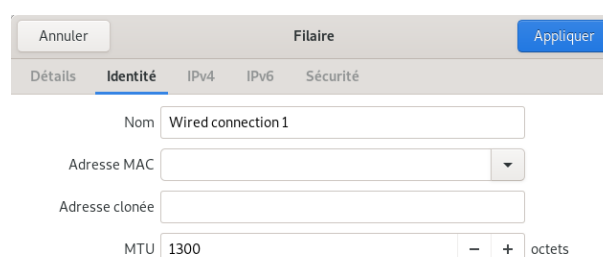 Annuler Filaire Appliquer
Détails Identité IPv4 IPv6 Sécurité
Nom Wired connection 1
Adresse MAC
Adresse clonée
MTU 1300 − + octets